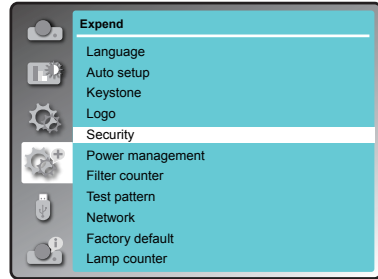 Expend
Language
Auto setup
Keystone
Logo
Security
Power management
Filter counter
Test pattern
Network
Factory default
Lamp counter